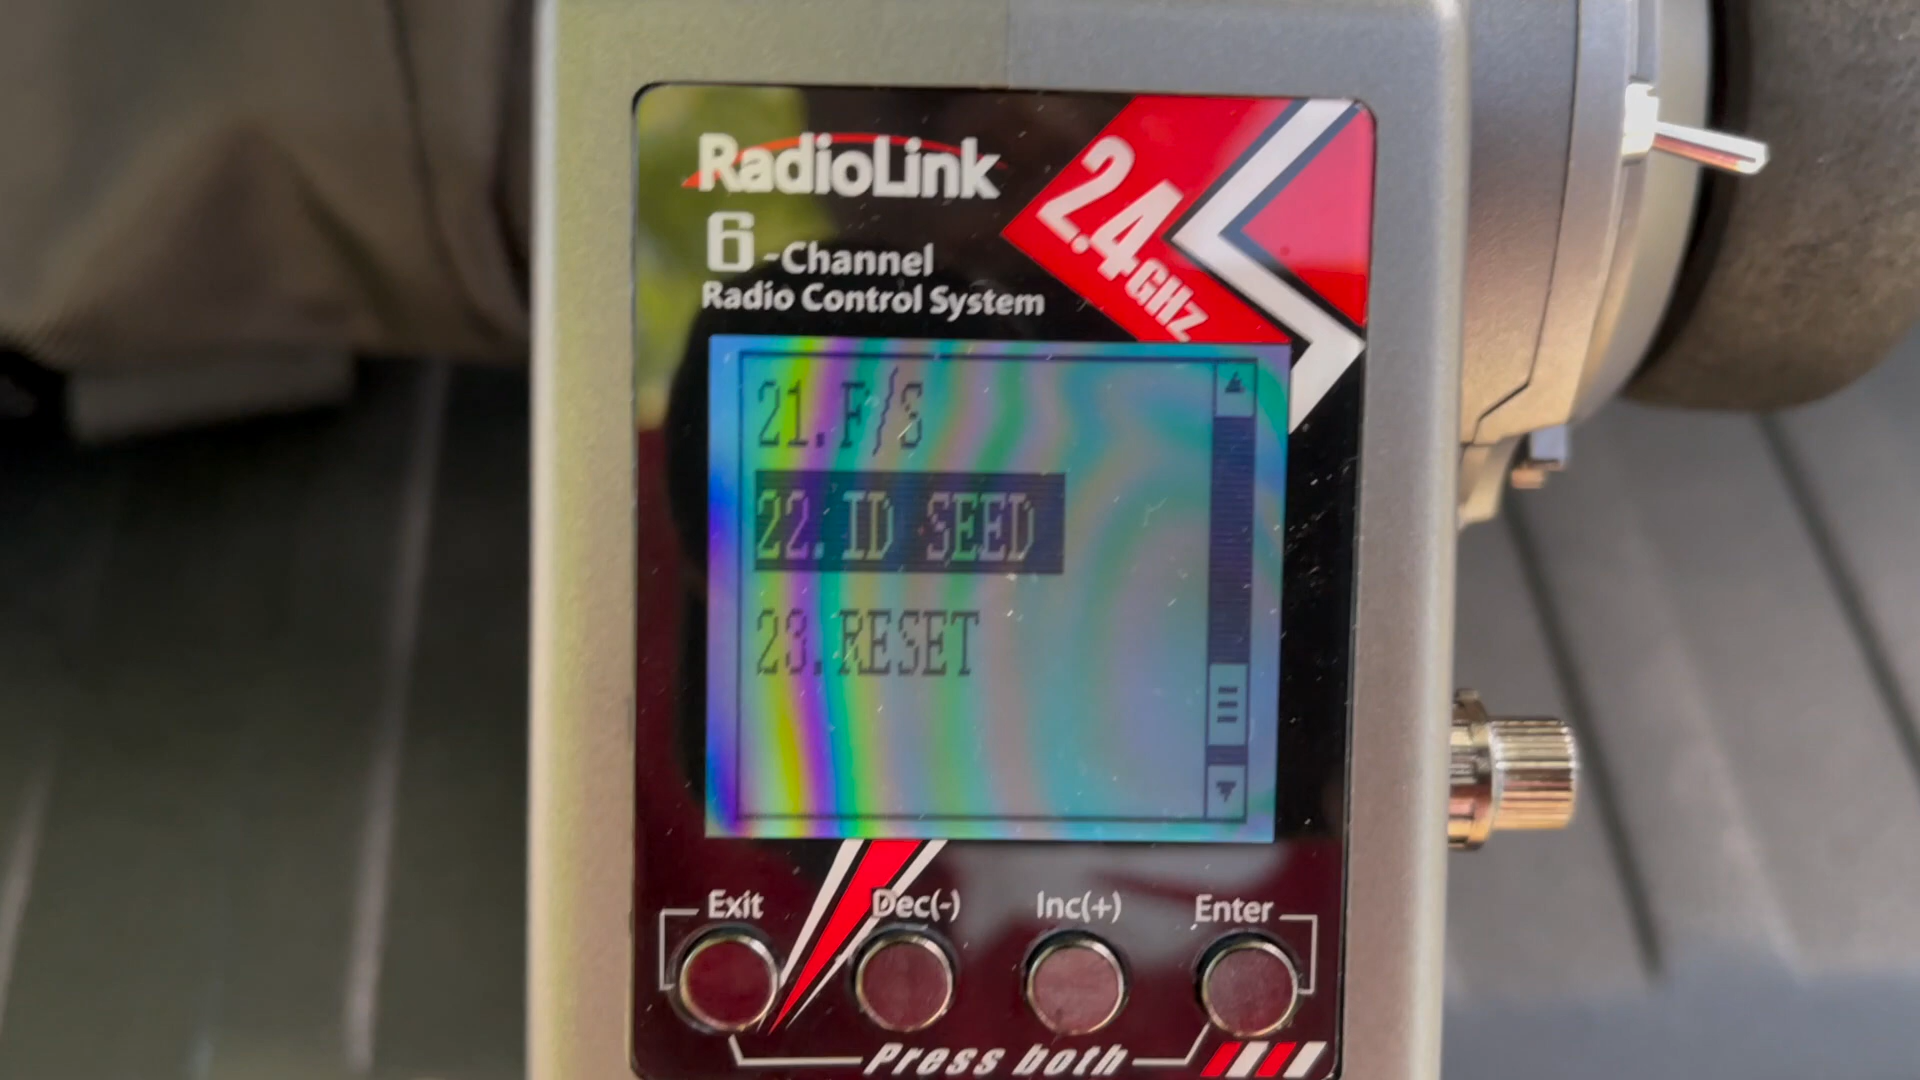 RadioLink
2.4GHz
6-Channel
Radio Control System
21.F/S
22.ID SEED
23.RESET
Exit Dec(-) Inc(+) Enter
Press both